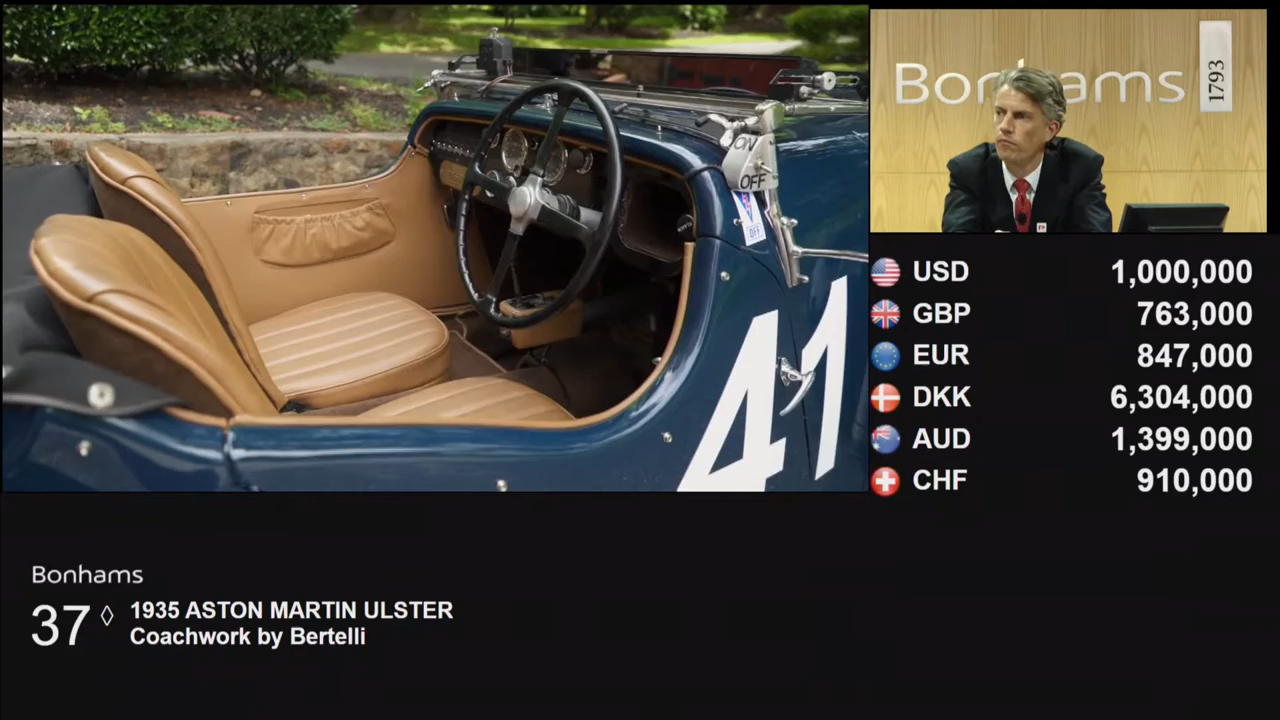 ON
OFF
OFF
41
Bonhams
1793
USD 1,000,000
GBP 763,000
EUR 847,000
DKK 6,304,000
AUD 1,399,000
CHF 910,000
Bonhams
37 ◊ 1935 ASTON MARTIN ULSTER
Coachwork by Bertelli